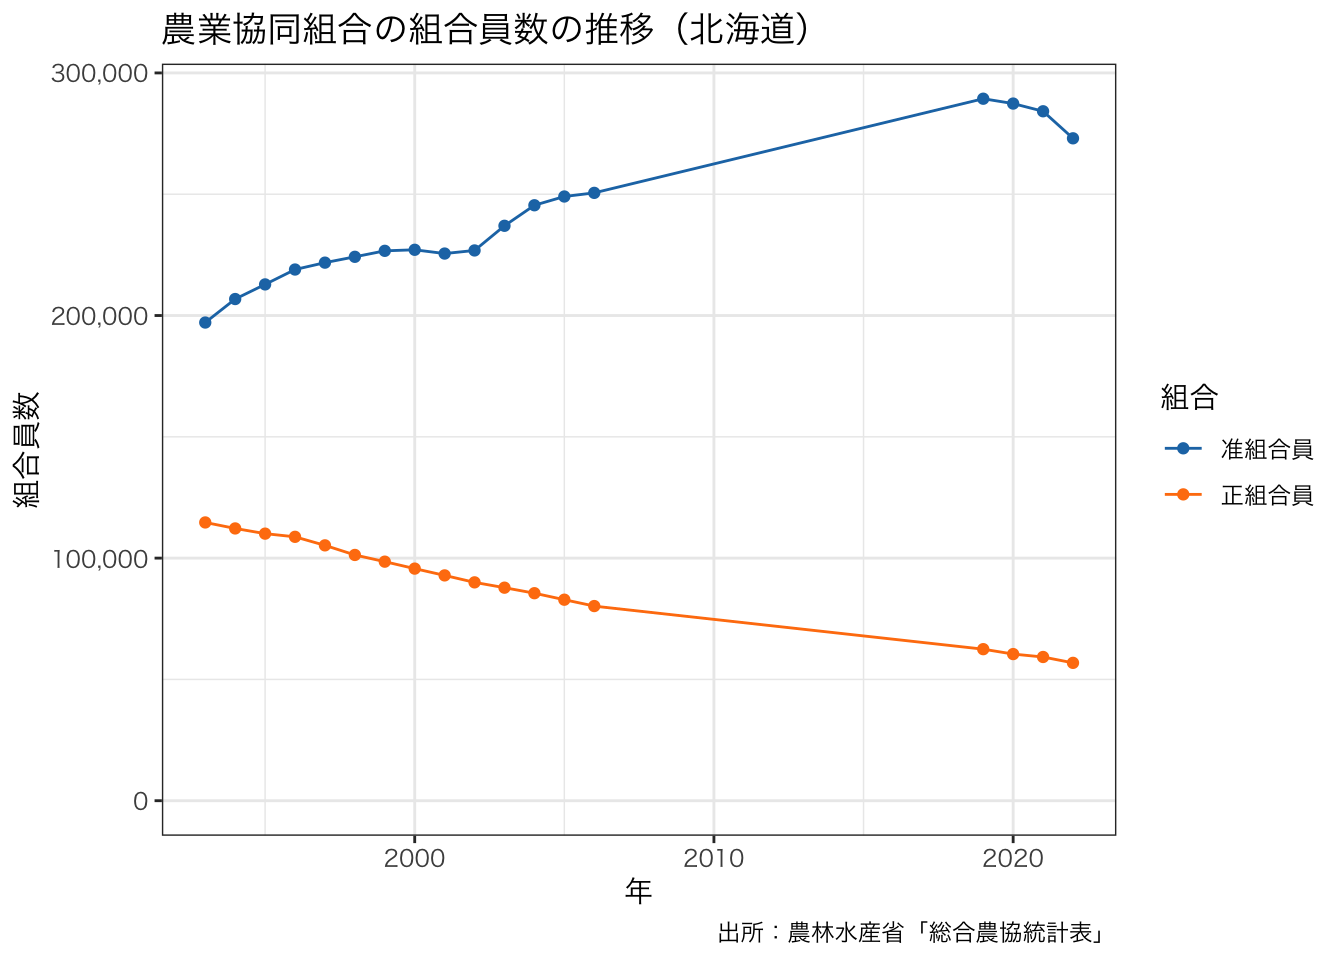 農業協同組合の組合員数の推移（北海道）
300,000
200,000
100,000
0
組合員数
2000
2010
2020
年
組合
准組合員
正組合員
出所：農林水産省「総合農協統計表」